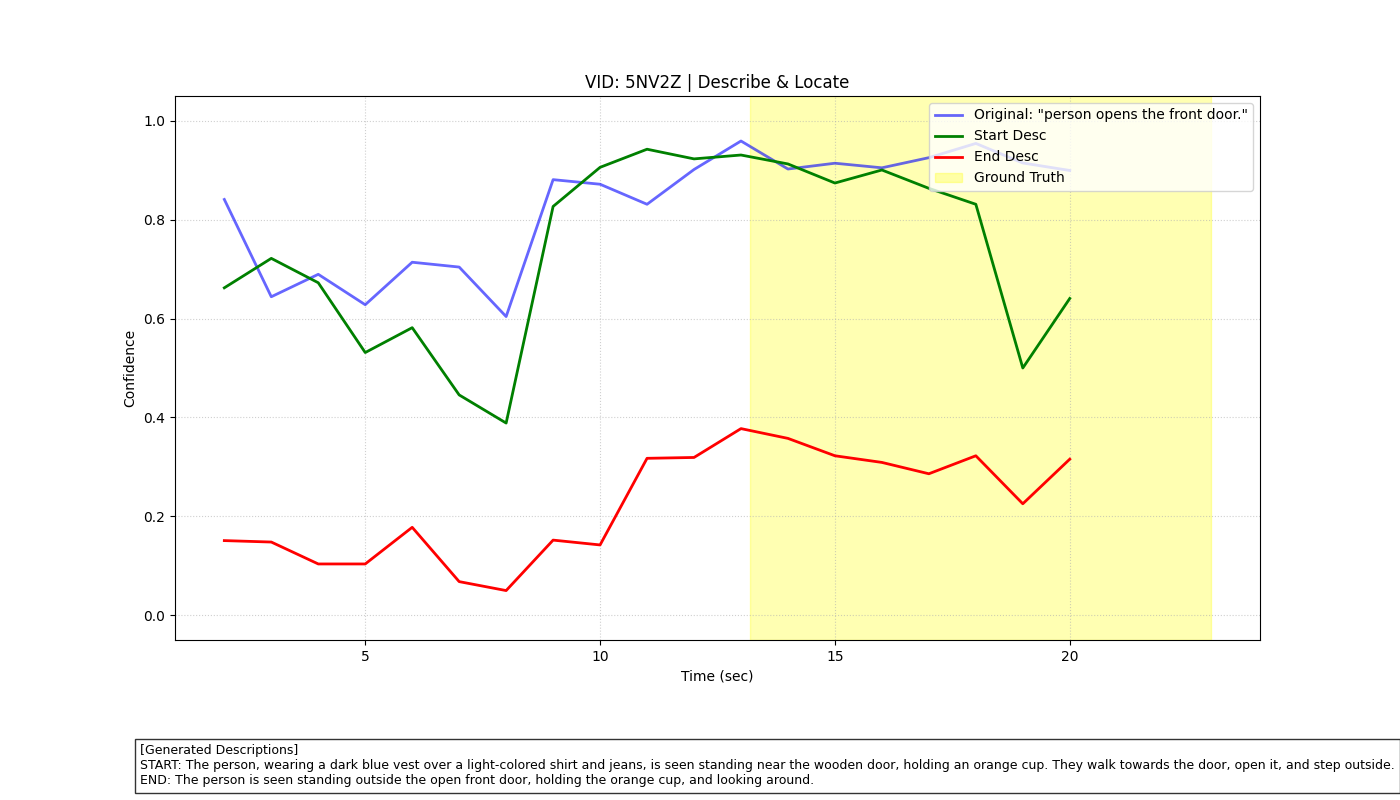 VID: 5NV2Z | Describe & Locate
Original: "person opens the front door."
Start Desc
End Desc
Ground Truth
Confidence
1.0
0.8
0.6
0.4
0.2
0.0
5 10 15 20
Time (sec)
[Generated Descriptions]
START: The person, wearing a dark blue vest over a light-colored shirt and jeans, is seen standing near the wooden door, holding an orange cup. They walk towards the door, open it, and step outside.
END: The person is seen standing outside the open front door, holding the orange cup, and looking around.